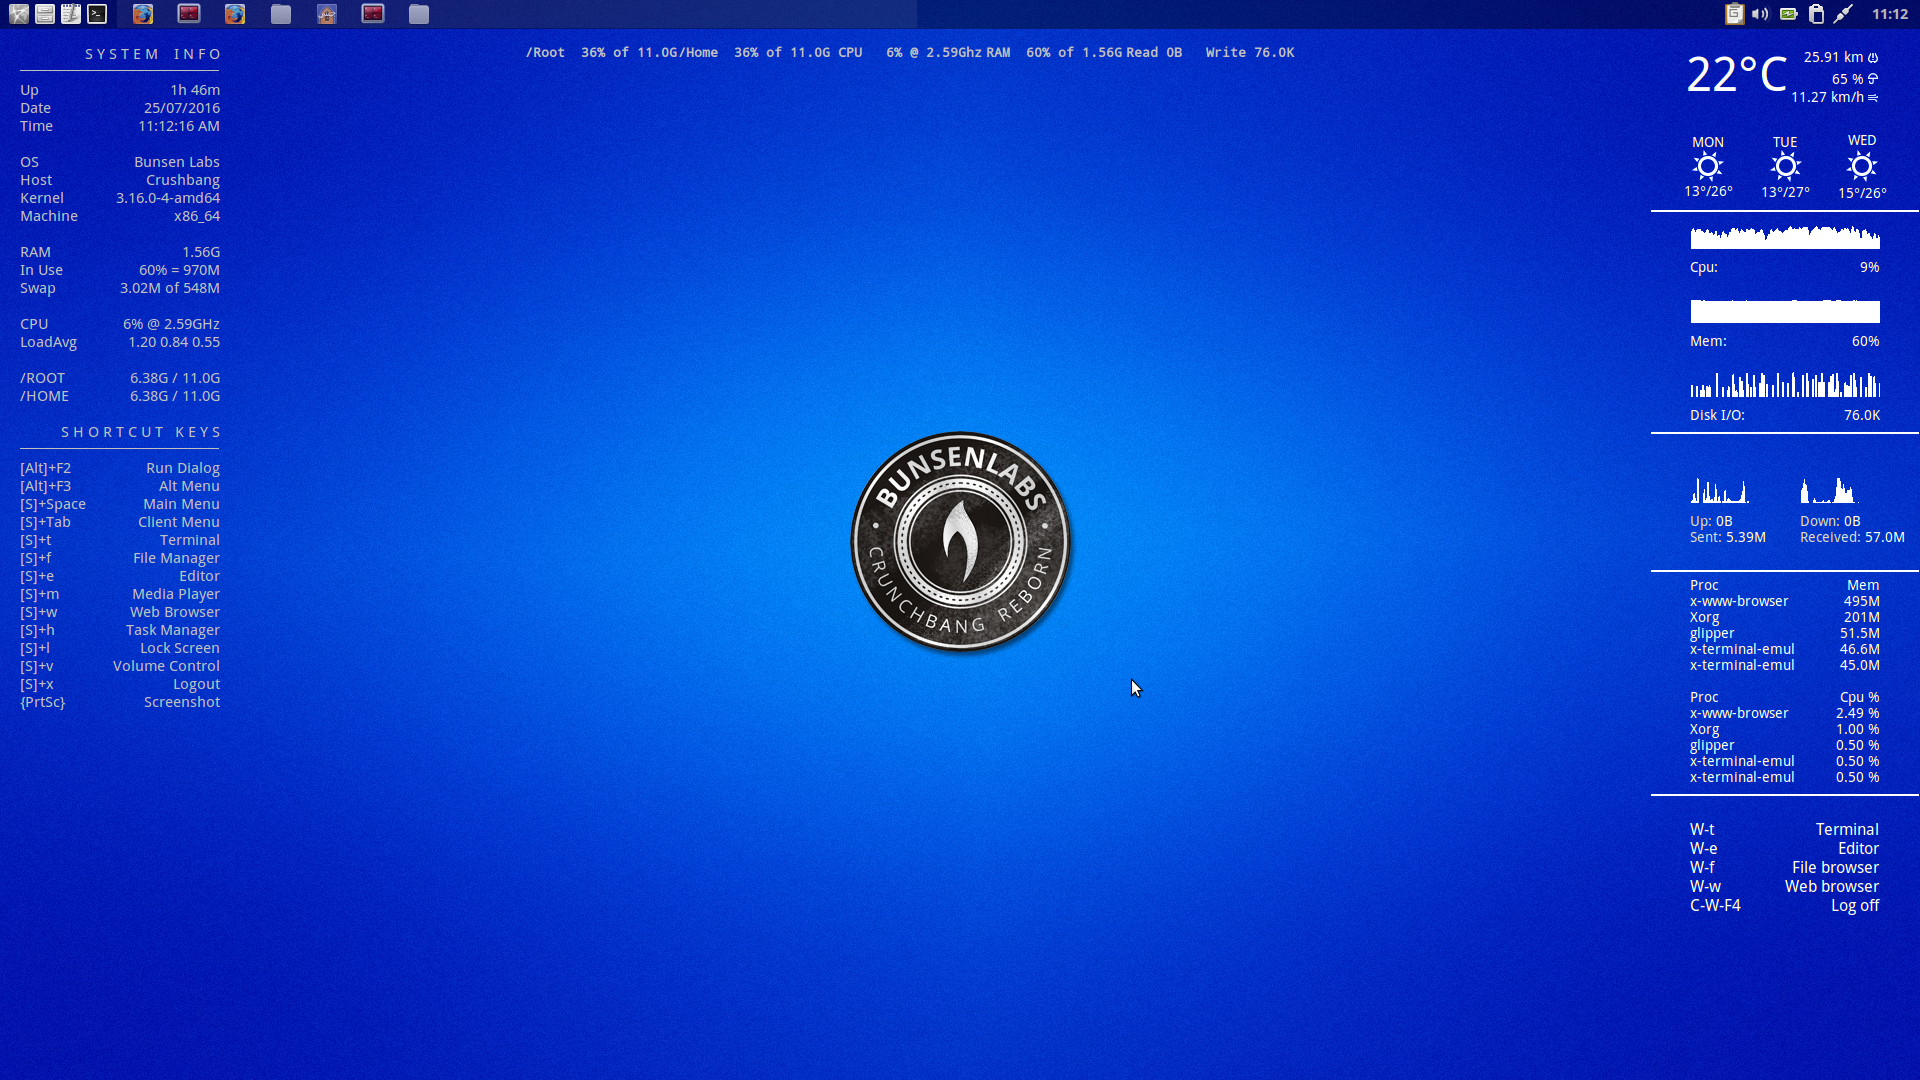 11:12
/Root 36% of 11.0G/Home 36% of 11.0G CPU 6% @ 2.59Ghz RAM 60% of 1.56G Read 0B Write 76.0K
SYSTEM INFO
Up 1h 46m
Date 25/07/2016
Time 11:12:16 AM
OS Bunsen Labs
Host Crushbang
Kernel 3.16.0-4-amd64
Machine x86_64
RAM 1.56G
In Use 60% = 970M
Swap 3.02M of 548M
CPU 6% @ 2.59GHz
LoadAvg 1.20 0.84 0.55
/ROOT 6.38G / 11.0G
/HOME 6.38G / 11.0G
SHORTCUT KEYS
[Alt]+F2 Run Dialog
[Alt]+F3 Alt Menu
[S]+Space Main Menu
[S]+Tab Client Menu
[S]+t Terminal
[S]+f File Manager
[S]+e Editor
[S]+m Media Player
[S]+w Web Browser
[S]+h Task Manager
[S]+l Lock Screen
[S]+v Volume Control
[S]+x Logout
{PrtSc} Screenshot
BUNSENLABS
CRUNCHBANG REBORN
22°C
25.91 km
65 %
11.27 km/h
MON TUE WED
13°/26° 13°/27° 15°/26°
Cpu: 9%
Mem: 60%
Disk I/O: 76.0K
Up: 0B Down: 0B
Sent: 5.39M Received: 57.0M
Proc Mem
x-www-browser 495M
Xorg 201M
glipper 51.5M
x-terminal-emul 46.6M
x-terminal-emul 45.0M
Proc Cpu %
x-www-browser 2.49 %
Xorg 1.00 %
glipper 0.50 %
x-terminal-emul 0.50 %
x-terminal-emul 0.50 %
W-t Terminal
W-e Editor
W-f File browser
W-w Web browser
C-W-F4 Log off